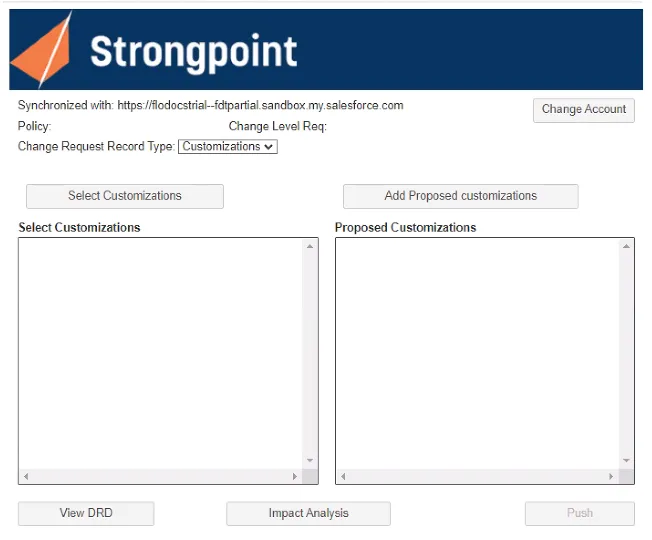 Strongpoint
Synchronized with: https://flodocstrial--fdtpartial.sandbox.my.salesforce.com
Change Account
Policy: Change Level Req:
Change Request Record Type: Customizations
Select Customizations Add Proposed customizations
Select Customizations Proposed Customizations
View DRD Impact Analysis Push